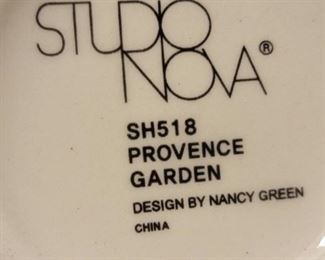 STUDIO
NOVA®
SH518
PROVENCE
GARDEN
DESIGN BY NANCY GREEN
CHINA